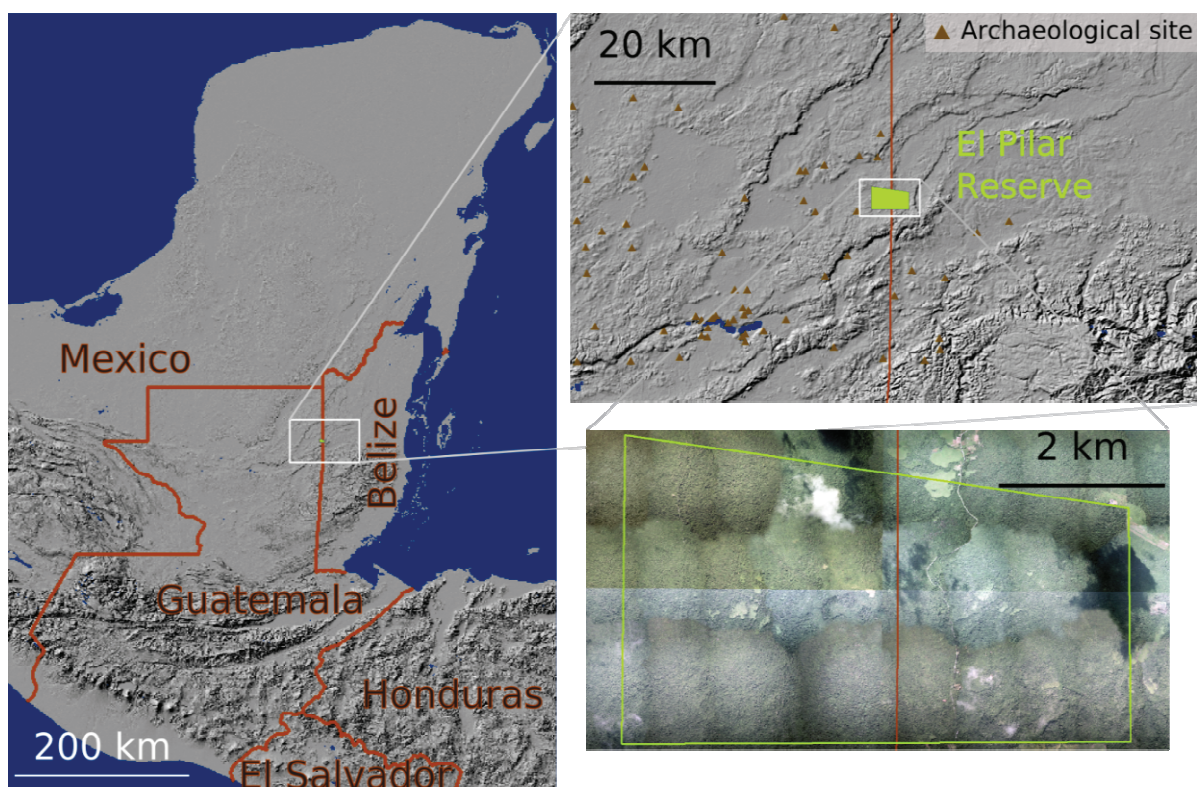 Mexico
Belize
Guatemala
Honduras
El Salvador
200 km
20 km
Archaeological site
El Pilar
Reserve
2 km